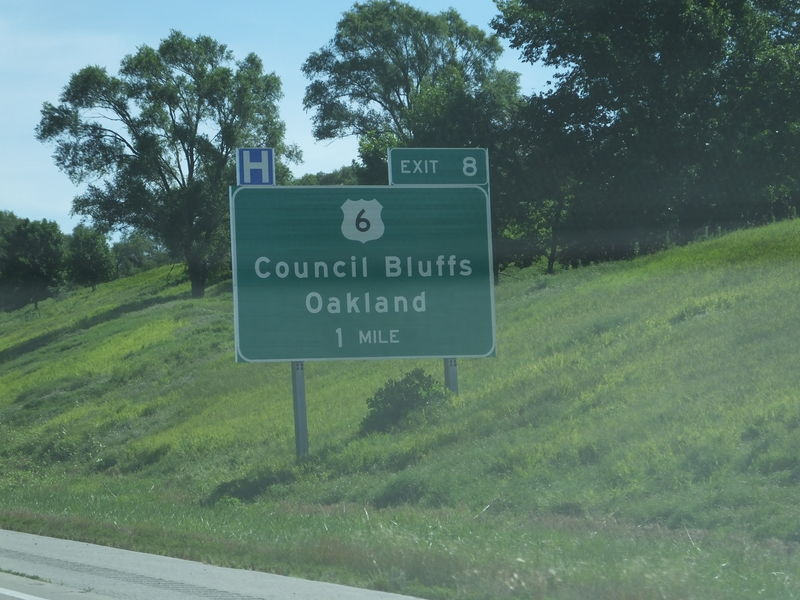 H
EXIT 8
6
Council Bluffs
Oakland
1 MILE